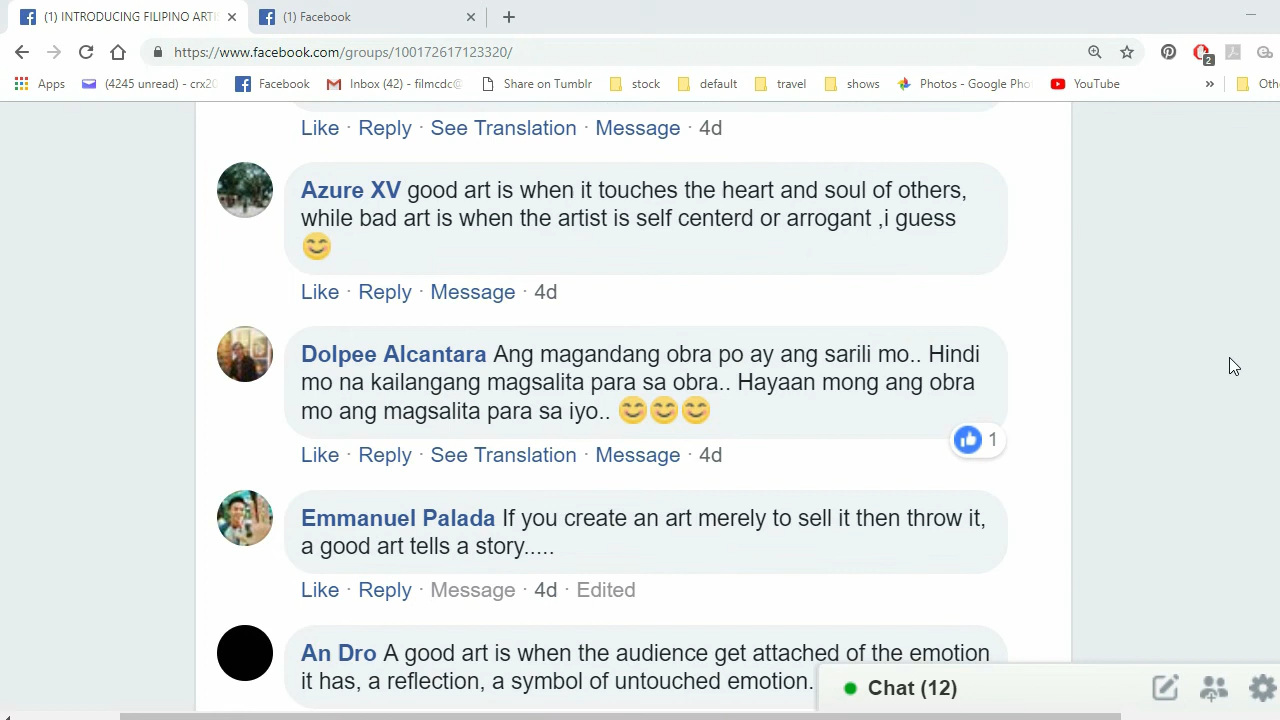 (1) INTRODUCING FILIPINO ARTI
(1) Facebook
https://www.facebook.com/groups/100172617123320/
2
Apps
(4245 unread) - crx20
Facebook
Inbox (42) - filmcdc@
Share on Tumblr
stock
default
travel
shows
Photos - Google Pho
YouTube
»
Oth
Like · Reply · See Translation · Message · 4d
Azure XV good art is when it touches the heart and soul of others,
while bad art is when the artist is self centerd or arrogant ,i guess
😊
Like · Reply · Message · 4d
Dolpee Alcantara Ang magandang obra po ay ang sarili mo.. Hindi
mo na kailangang magsalita para sa obra.. Hayaan mong ang obra
mo ang magsalita para sa iyo.. 😊😊😊
1
Like · Reply · See Translation · Message · 4d
Emmanuel Palada If you create an art merely to sell it then throw it,
a good art tells a story.....
Like · Reply · Message · 4d · Edited
An Dro A good art is when the audience get attached of the emotion
it has, a reflection, a symbol of untouched emotion.
Chat (12)